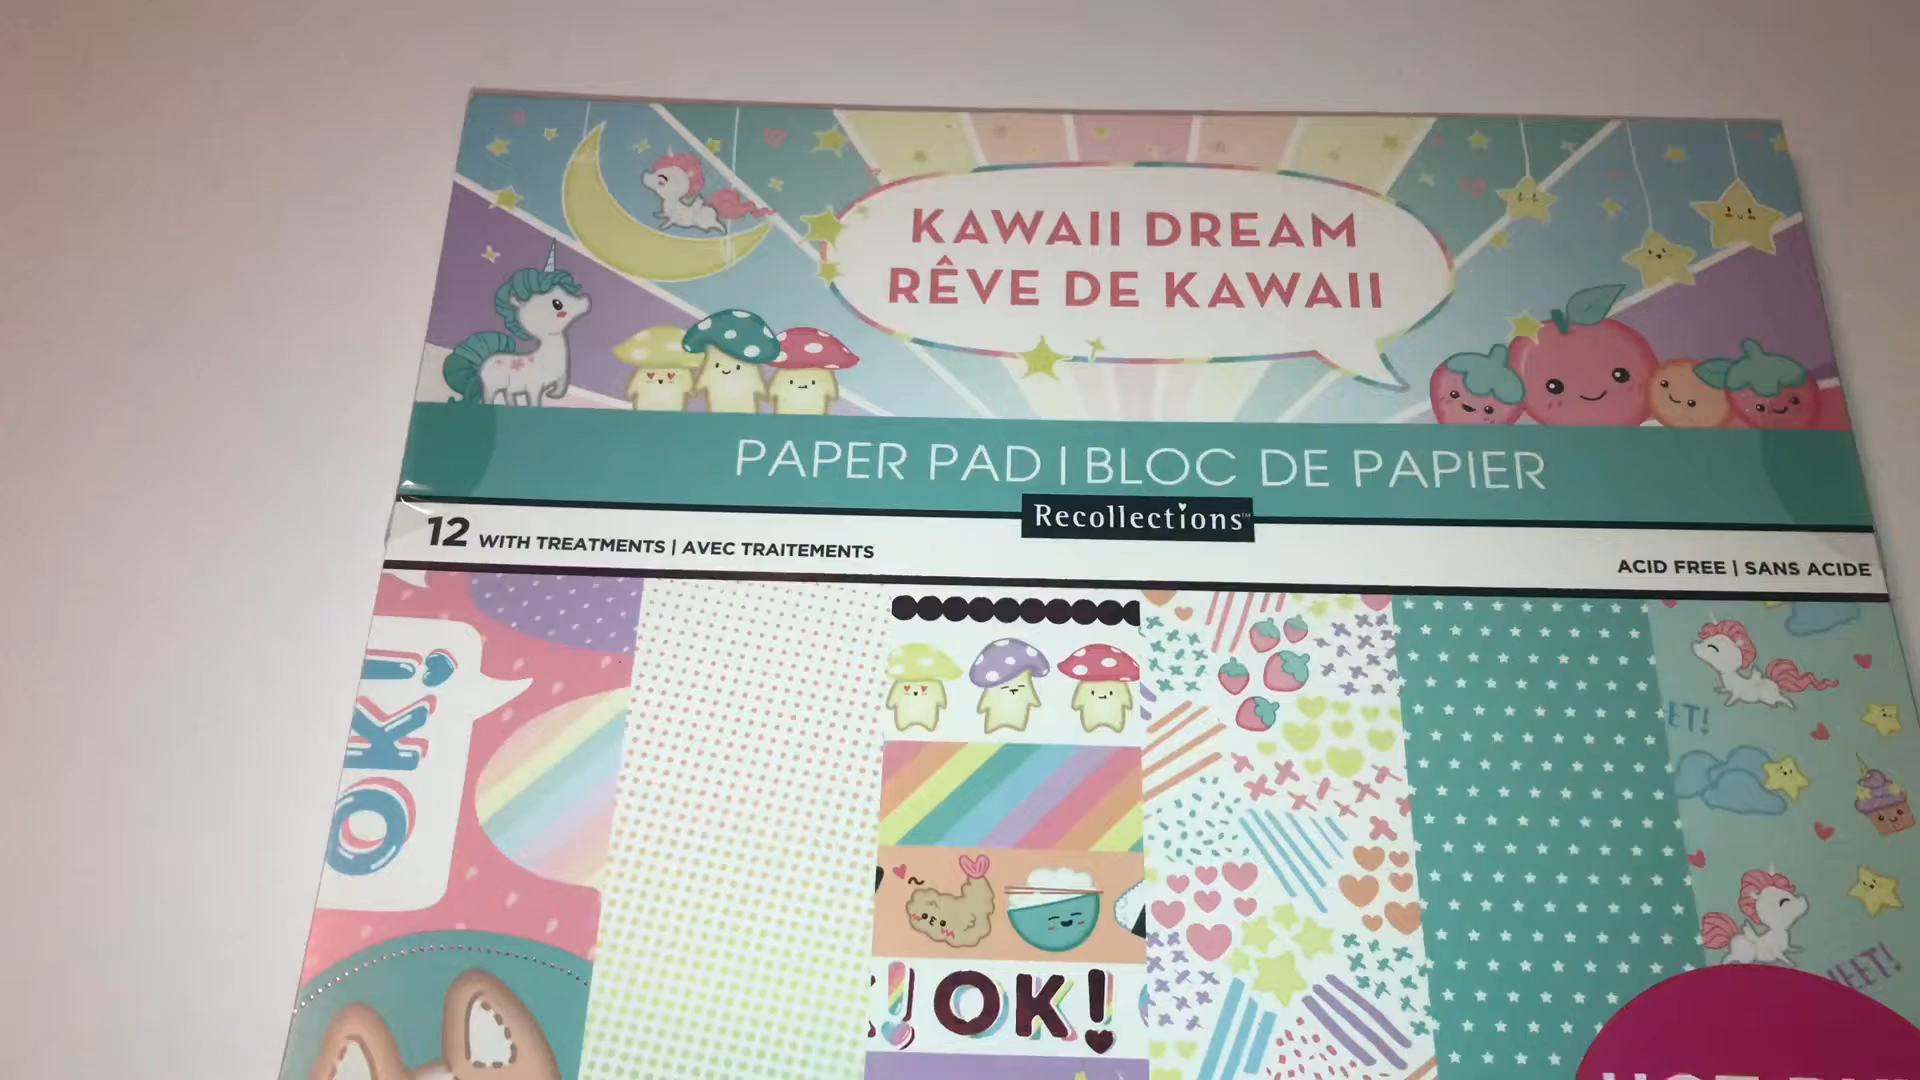 KAWAII DREAM
RÊVE DE KAWAII
PAPER PAD | BLOC DE PAPIER
Recollections™
12 WITH TREATMENTS | AVEC TRAITEMENTS
ACID FREE | SANS ACIDE
OK!
OK!